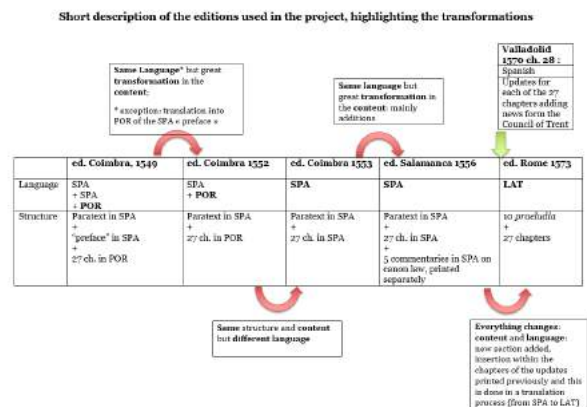 Short description of the editions used in the project, highlighting the transformations
Same Language* but great
transformation in the
content:
* exception: translation into
POR of the SPA « preface »
Same language but
great transformation in
the content: mainly
additions
Valladolid
1570 ch. 28 :
Spanish
Updates for
each of the 27
chapters adding
news form the
Council of Trent
ed. Coimbra, 1549
ed. Coimbra 1552
ed. Coimbra 1553
ed. Salamanca 1556
ed. Rome 1573
Language
SPA
+ SPA
+ POR
SPA
+ POR
SPA
SPA
LAT
Structure
Paratext in SPA
+
"preface" in SPA
+
27 ch. in POR
Paratext in SPA
+
27 ch. in POR
Paratext in SPA
+
27 ch. in SPA
Paratext in SPA
+
27 ch. in SPA
+
5 commentaries in SPA on
canon law, printed
separately
10 praeludia
+
27 chapters
Same structure and content
but different language
Everything changes:
content and language:
new section added,
insertion within the
chapters of the updates
printed previously and this
is done in a translation
process (from SPA to LAT)